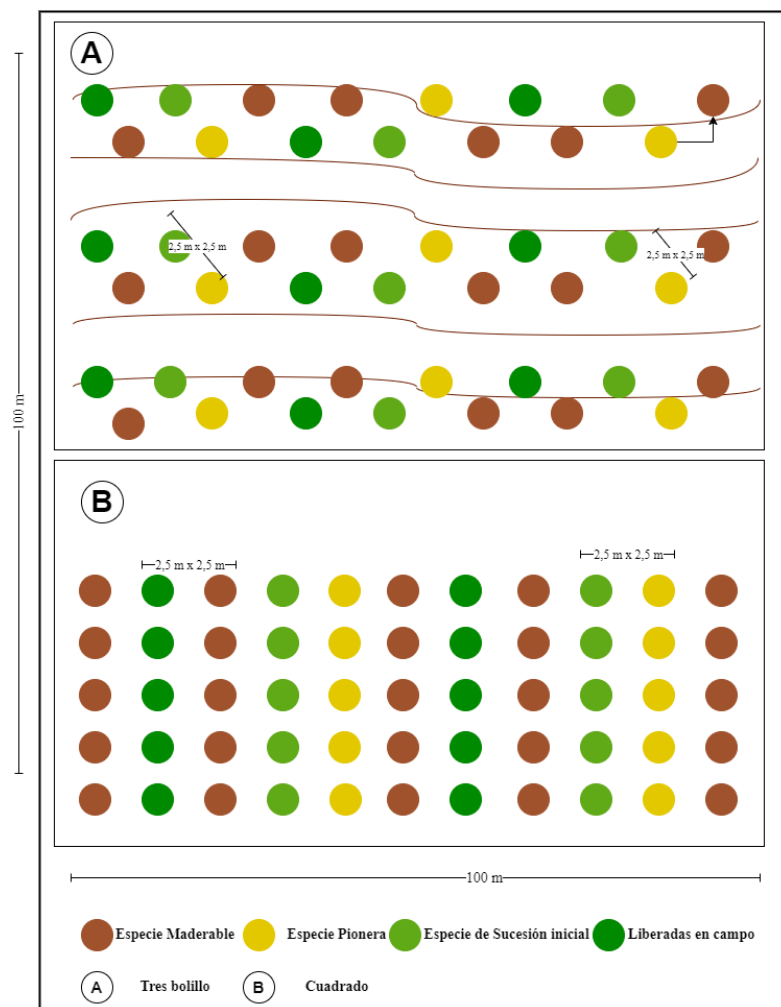 A
2,5 m x 2,5 m
2,5 m x 2,5 m
100 m
B
2,5 m x 2,5 m
2,5 m x 2,5 m
100 m
Especie Maderable Especie Pionera Especie de Sucesión inicial Liberadas en campo
A Tres bolillo B Cuadrado